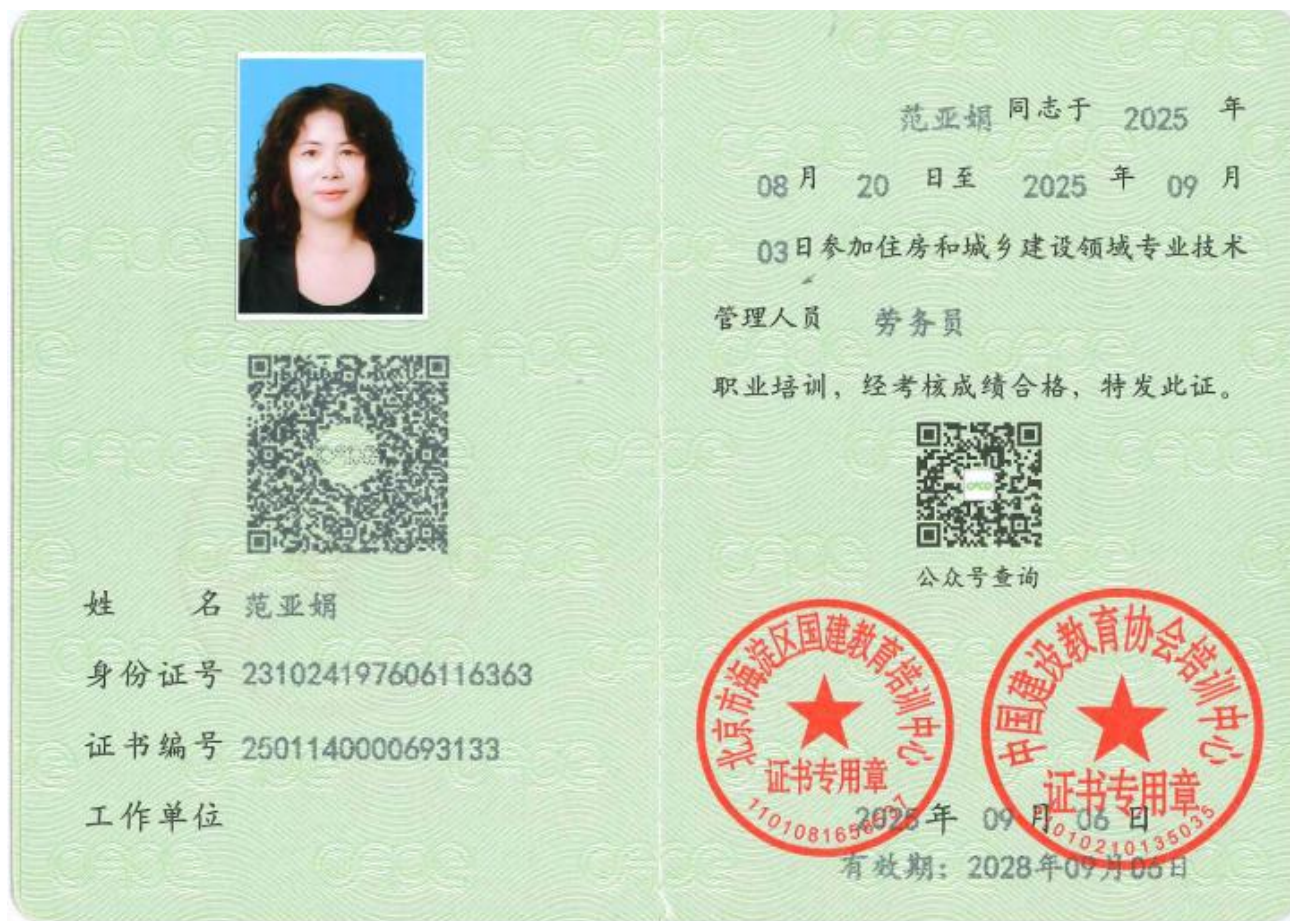 姓 名 范亚娟
身份证号 231024197606116363
证书编号 2501140000693133
工作单位
范亚娟 同志于 2025 年
08 月 20 日至 2025 年 09 月
03 日参加住房和城乡建设领域专业技术
管理人员 劳务员
职业培训，经考核成绩合格，特发此证。
公众号查询
北京市海淀区国建教育培训中心
证书专用章
中国建设教育协会培训中心
证书专用章
11010210135035
2025 年 09 月 06 日
有效期：2028年09月06日